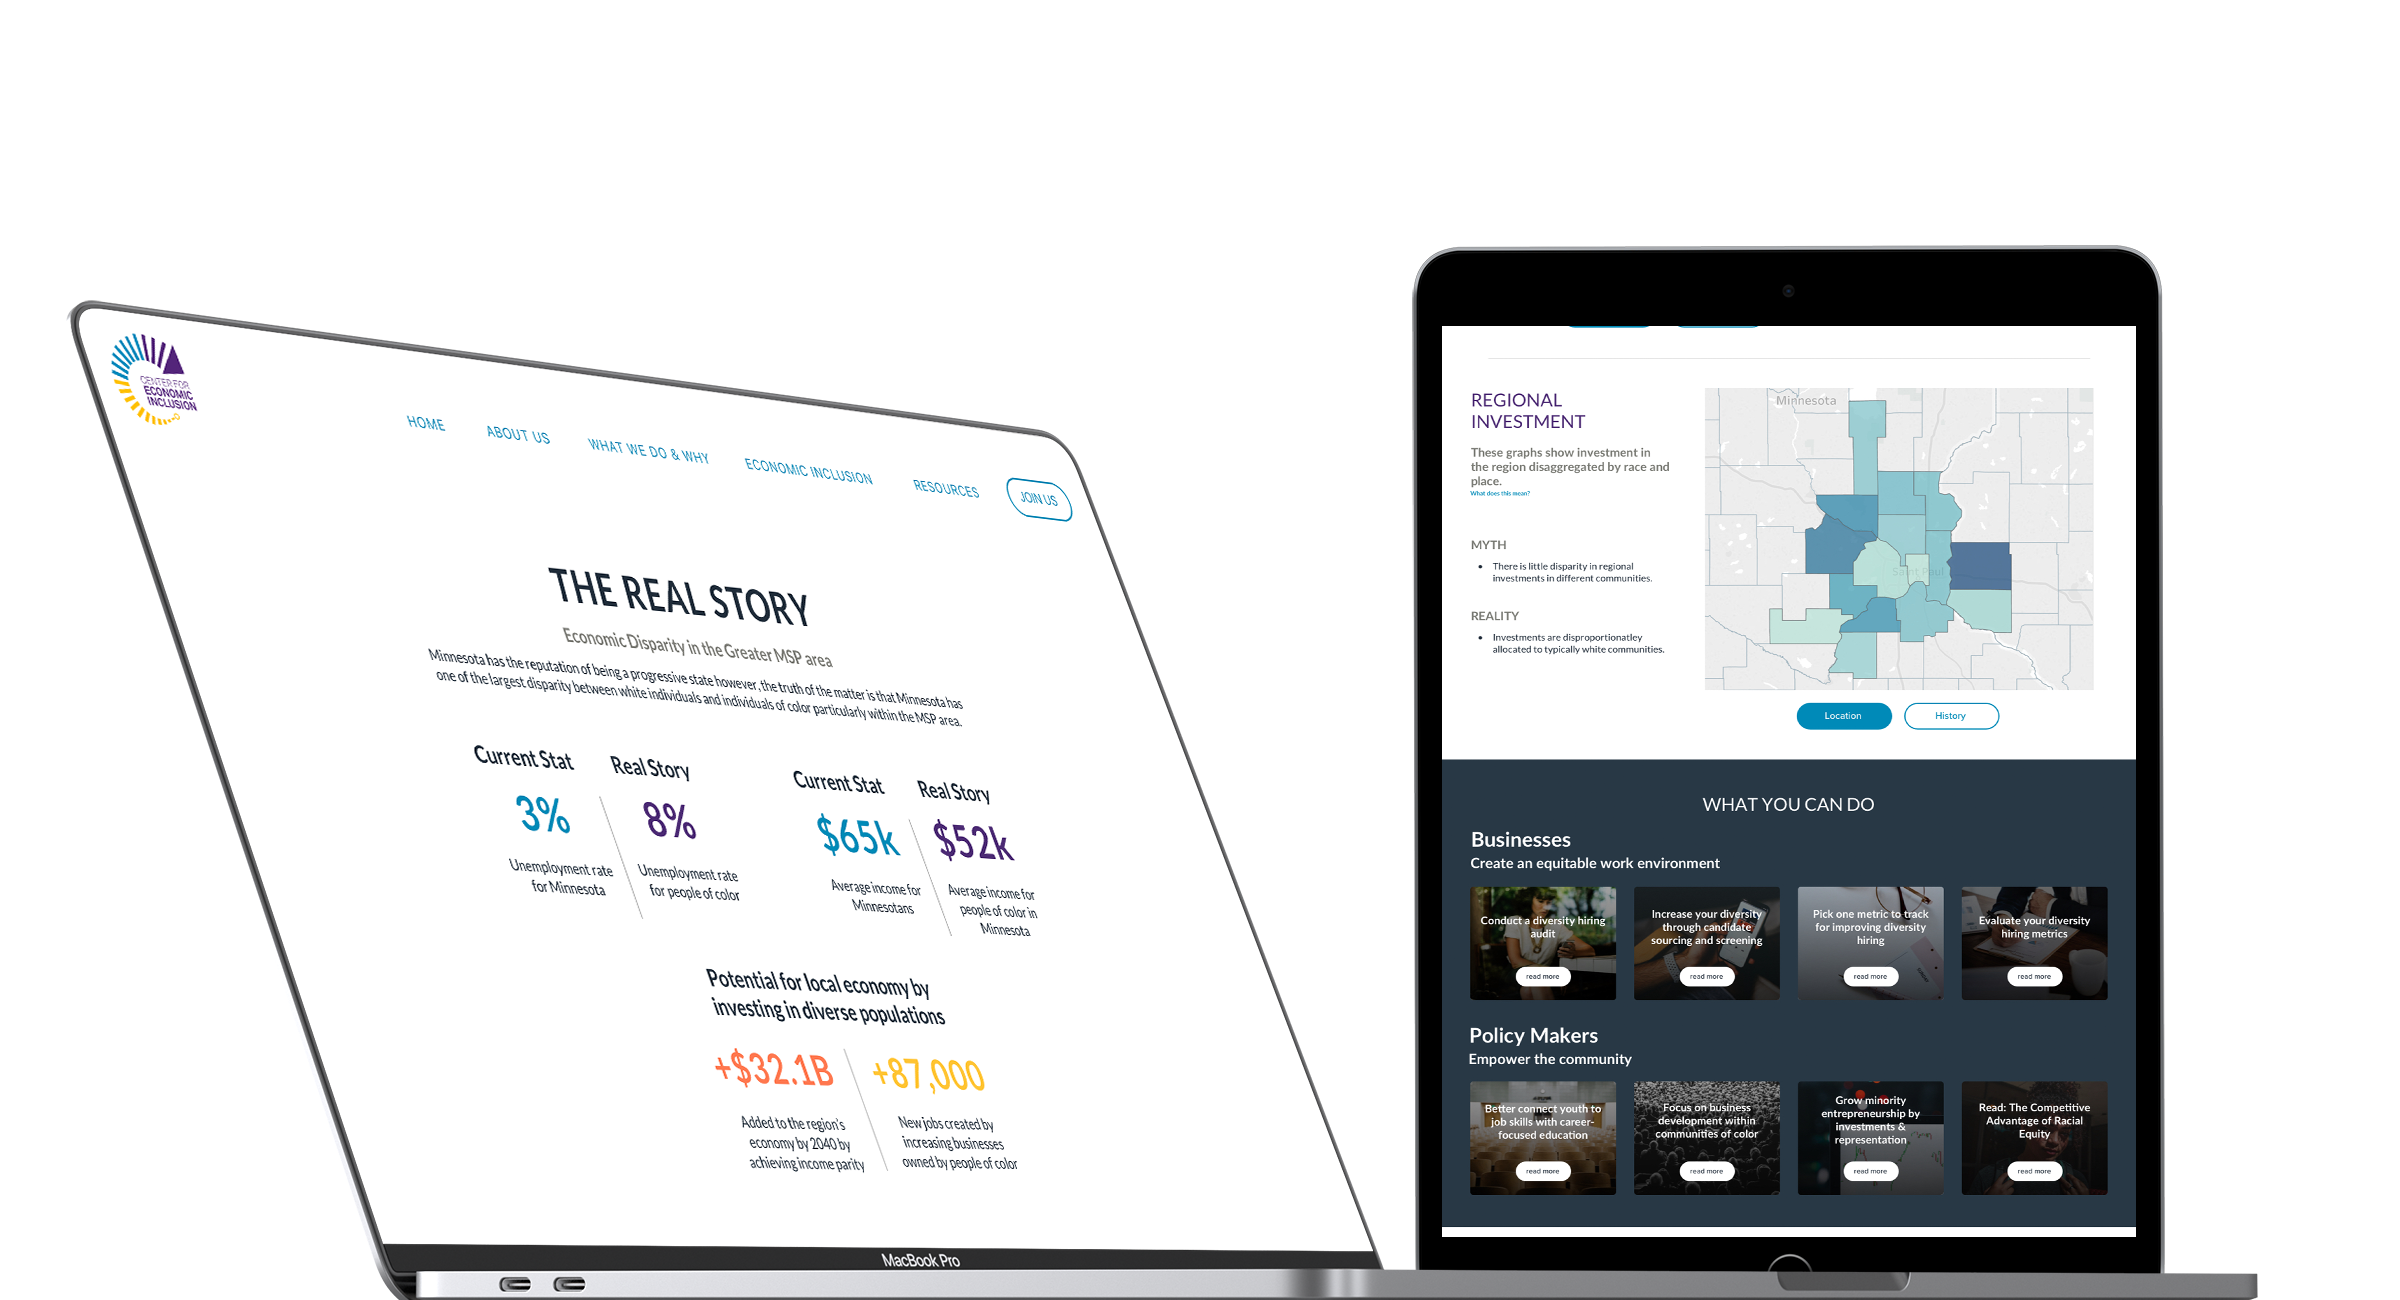 CENTER FOR
ECONOMIC
INCLUSION
HOME
ABOUT US
WHAT WE DO & WHY
ECONOMIC INCLUSION
RESOURCES
JOIN US
THE REAL STORY
Economic Disparity in the Greater MSP area
Minnesota has the reputation of being a progressive state however, the truth of the matter is that Minnesota has
one of the largest disparity between white individuals and individuals of color particularly within the MSP area.
Current Stat
Real Story
3%
8%
Unemployment rate
for Minnesota
Unemployment rate
for people of color
Current Stat
Real Story
$65k
$52k
Average income for
Minnesotans
Average income for
people of color in
Minnesota
Potential for local economy by
investing in diverse populations
+$32.1B
+87,000
Added to the region's
economy by 2040 by
achieving income parity
New jobs created by
increasing businesses
owned by people of color
MacBook Pro
REGIONAL
INVESTMENT
These graphs show investment in
the region disaggregated by race and
place.
What does this mean?
MYTH
• There is little disparity in regional
investments in different communities.
REALITY
• Investments are disproportionatley
allocated to typically white communities.
Minnesota
Saint Paul
Location
History
WHAT YOU CAN DO
Businesses
Create an equitable work environment
Conduct a diversity hiring
audit
read more
Increase your diversity
through candidate
sourcing and screening
read more
Pick one metric to track
for improving diversity
hiring
read more
Evaluate your diversity
hiring metrics
read more
Policy Makers
Empower the community
Better connect youth to
job skills with career-
focused education
read more
Focus on business
development within
communities of color
read more
Grow minority
entrepreneurship by
investments &
representation
read more
Read: The Competitive
Advantage of Racial
Equity
read more